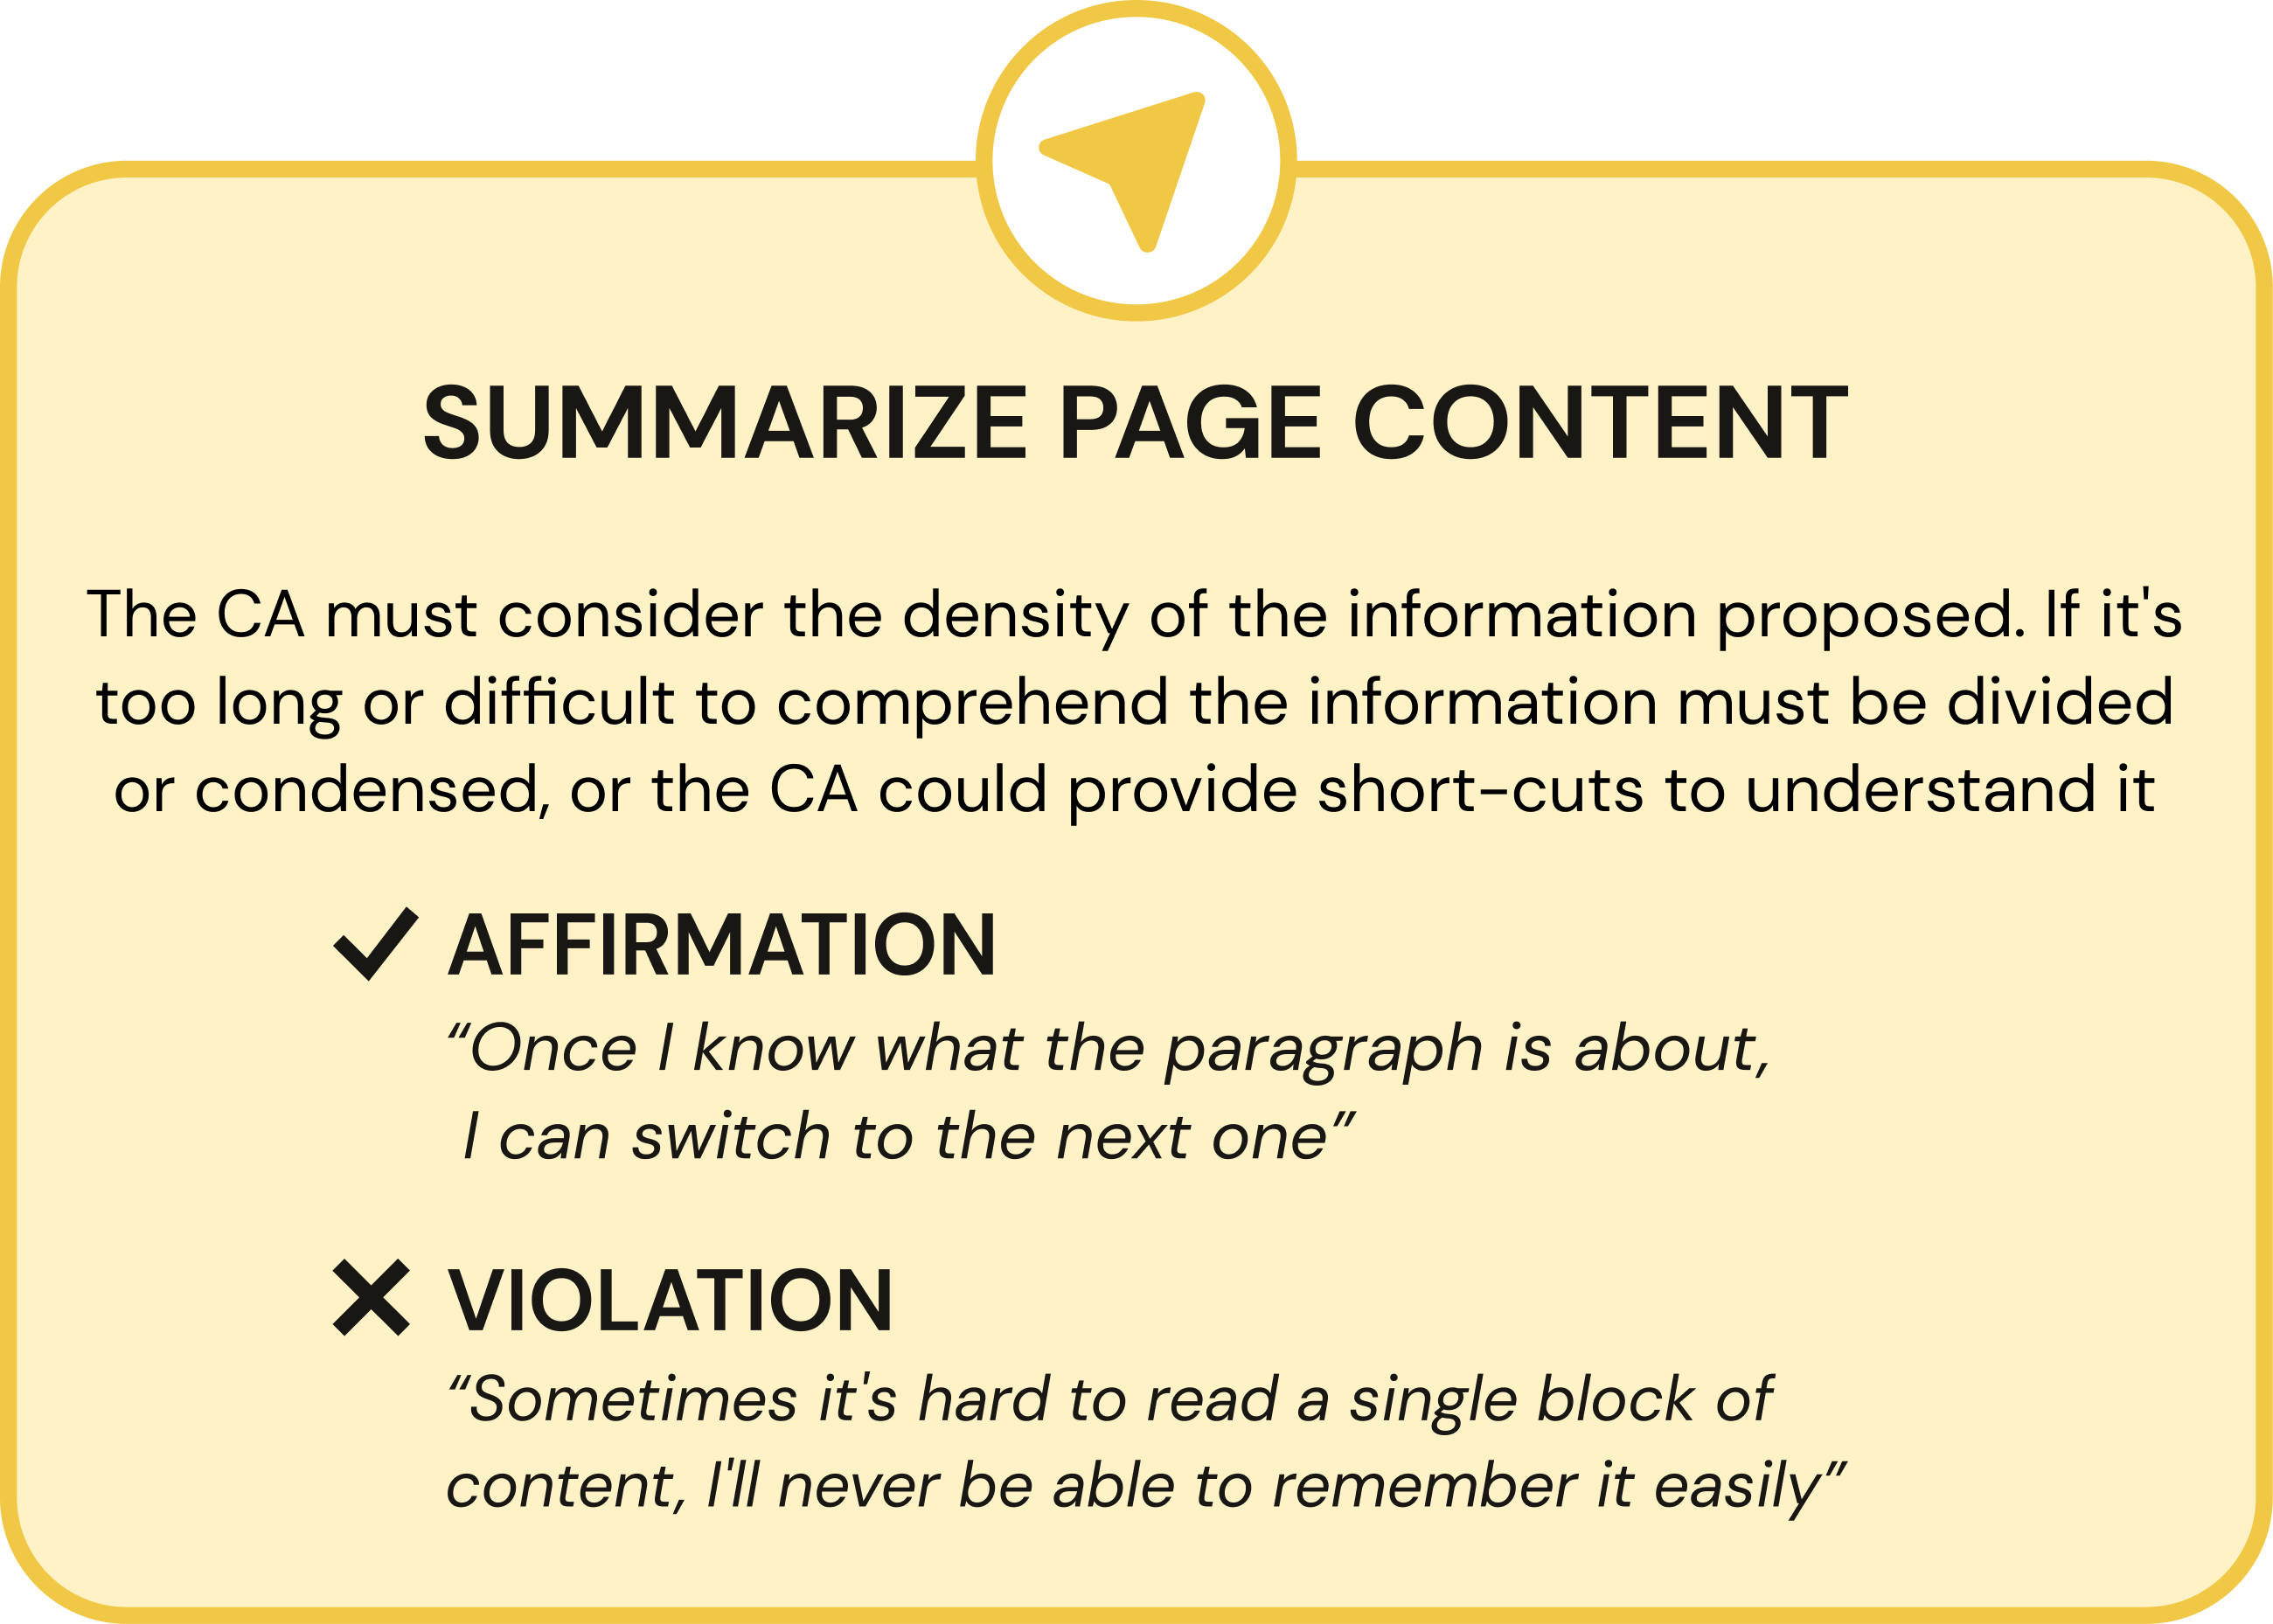 SUMMARIZE PAGE CONTENT
The CA must consider the density of the information proposed. If it's
too long or difficult to comprehend the information must be divided
or condensed, or the CA could provide short-cuts to understand it
AFFIRMATION
“Once I know what the paragraph is about,
I can switch to the next one”
VIOLATION
“Sometimes it's hard to read a single block of
content, I'll never be able to remember it easily”